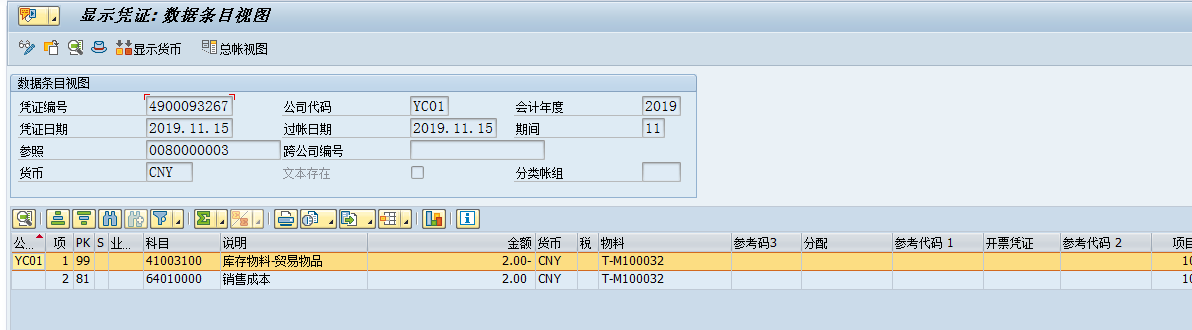 显示凭证: 数据条目视图
显示货币 总帐视图
数据条目视图
凭证编号 4900093267 公司代码 YC01 会计年度 2019
凭证日期 2019.11.15 过帐日期 2019.11.15 期间 11
参照 0080000003 跨公司编号
货币 CNY 文本存在 分类帐组
公... 项 PK S 业... 科目 说明 金额 货币 税 物料 参考码3 分配 参考代码 1 开票凭证 参考代码 2 项目
YC01 1 99 41003100 库存物料-贸易物品 2.00- CNY T-M100032 10
2 81 64010000 销售成本 2.00 CNY T-M100032 10